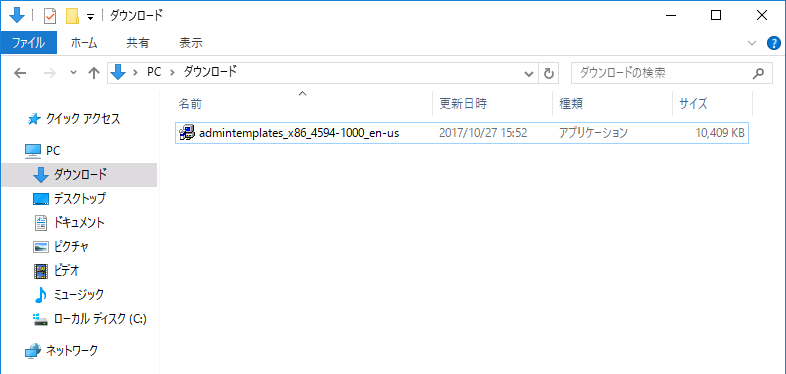 ダウンロード
ファイル ホーム 共有 表示
PC ダウンロード ダウンロードの検索
名前 更新日時 種類 サイズ
admintemplates_x86_4594-1000_en-us 2017/10/27 15:52 アプリケーション 10,409 KB
クイック アクセス
PC
ダウンロード
デスクトップ
ドキュメント
ピクチャ
ビデオ
ミュージック
ローカル ディスク (C:)
ネットワーク